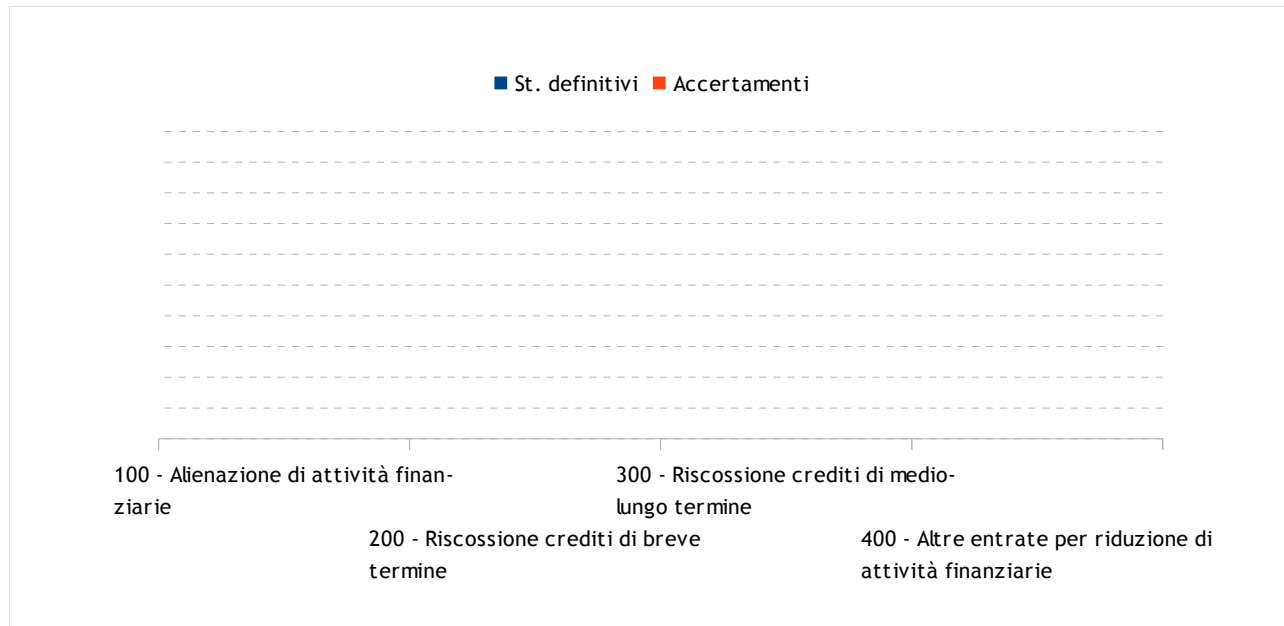 St. definitivi Accertamenti
100 - Alienazione di attività finan-
ziarie
200 - Riscossione crediti di breve
termine
300 - Riscossione crediti di medio-
lungo termine
400 - Altre entrate per riduzione di
attività finanziarie